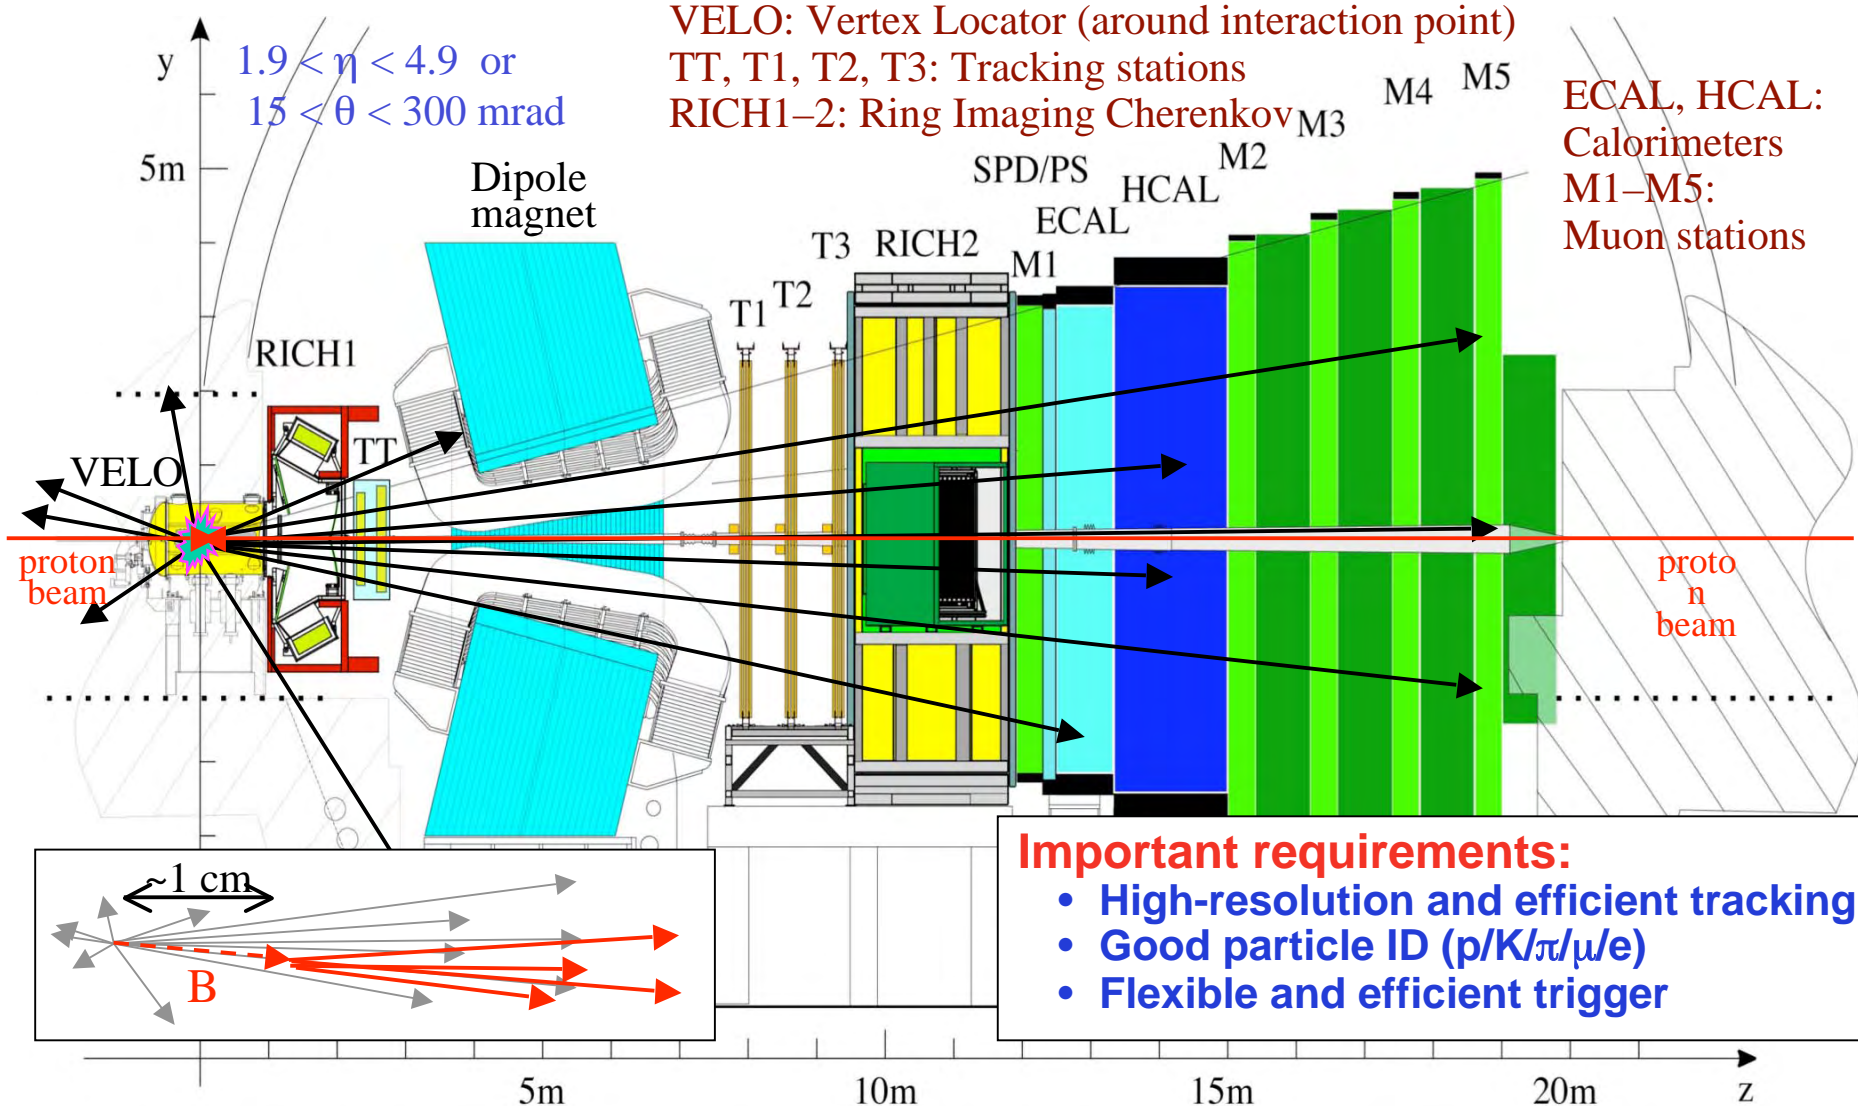 VELO: Vertex Locator (around interaction point)
TT, T1, T2, T3: Tracking stations
RICH1–2: Ring Imaging Cherenkov
1.9 < η < 4.9 or
15 < θ < 300 mrad
ECAL, HCAL:
Calorimeters
M1–M5:
Muon stations
y
5m
Dipole
magnet
RICH1
VELO
TT
T1
T2
T3
RICH2
M1
SPD/PS
ECAL
HCAL
M2
M3
M4
M5
proton
beam
proto
n
beam
~1 cm
B
Important requirements:
• High-resolution and efficient tracking
• Good particle ID (p/K/π/μ/e)
• Flexible and efficient trigger
5m
10m
15m
20m
z